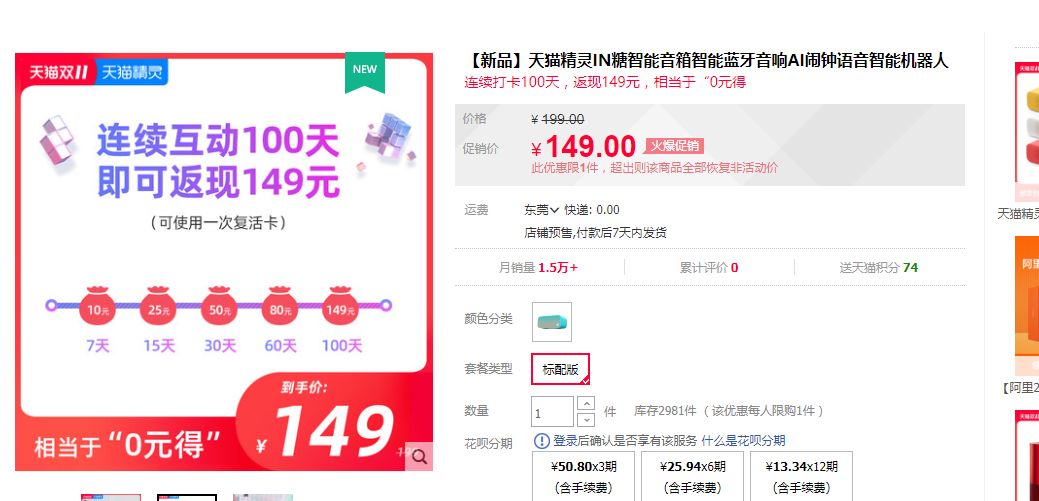 天猫双11 天猫精灵
NEW
连续互动100天
即可返现149元
（可使用一次复活卡）
10元 25元 50元 80元 149元
7天 15天 30天 60天 100天
到手价：
相当于“0元得” ¥149
【新品】天猫精灵IN糖智能音箱智能蓝牙音响AI闹钟语音智能机器人
连续打卡100天，返现149元，相当于“0元得
价格 ¥ 199.00
促销价 ¥ 149.00 火爆促销
此优惠限1件，超出则该商品全部恢复非活动价
运费 东莞 快递: 0.00
店铺预售,付款后7天内发货
月销量 1.5万+ 累计评价 0 送天猫积分 74
颜色分类
套餐类型 标配版
数量 1 件 库存2981件（该优惠每人限购1件）
花呗分期 登录后确认是否享有该服务 什么是花呗分期
¥50.80x3期 ¥25.94x6期 ¥13.34x12期
（含手续费） （含手续费） （含手续费）
天猫精
阿里
【阿里2